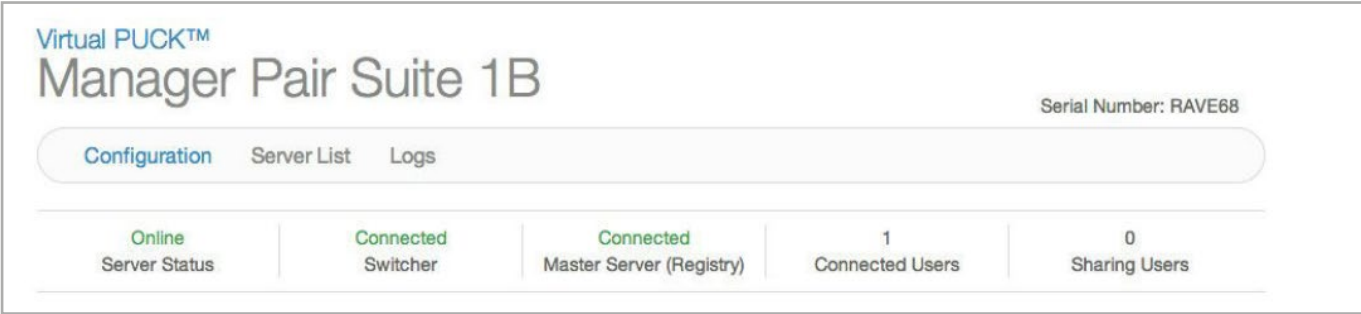 Virtual PUCK™
Manager Pair Suite 1B
Serial Number: RAVE68
Configuration Server List Logs
Online Connected Connected 1 0
Server Status Switcher Master Server (Registry) Connected Users Sharing Users